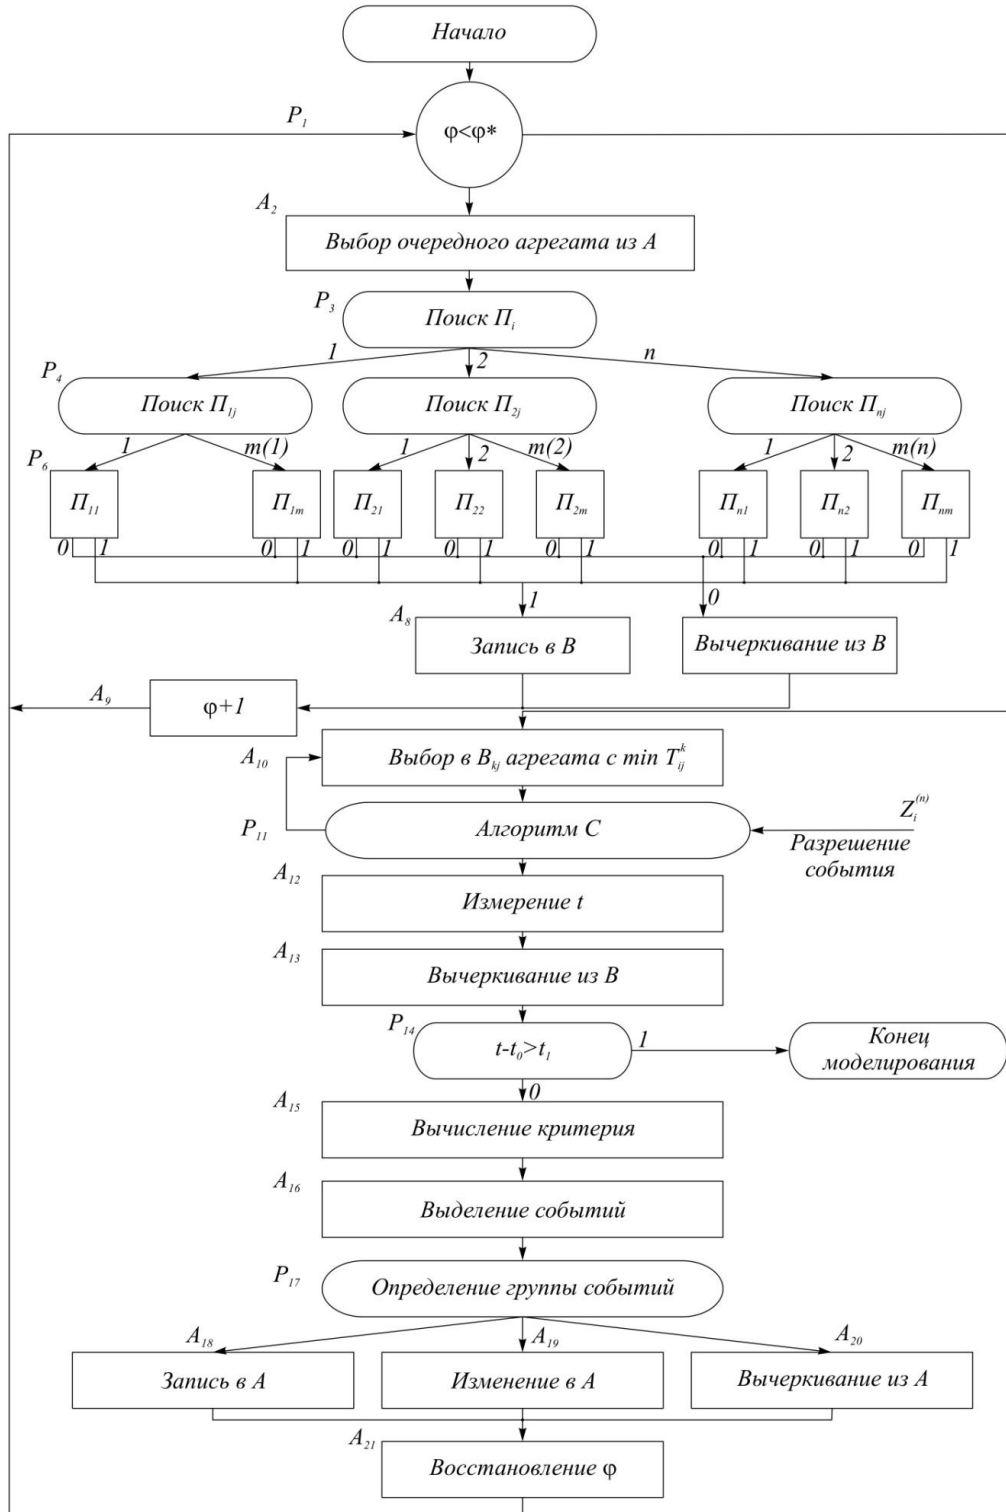 Начало
P₁
φ<φ*
A₂
Выбор очередного агрегата из A
P₃
Поиск Пᵢ
1
2
n
P₄
Поиск П₁ⱼ
Поиск П₂ⱼ
Поиск Пₙⱼ
1
m(1)
1
2
m(2)
1
2
m(n)
P₆
П₁₁
П₁ₘ
П₂₁
П₂₂
П₂ₘ
Пₙ₁
Пₙ₂
Пₙₘ
0 1 0 1 0 1 0 1 0 1 0 1 0 1 0 1
1
0
A₈
Запись в B
Вычеркивание из B
A₉
φ+1
A₁₀
Выбор в Bₖⱼ агрегата с min Tᵢⱼᵏ
P₁₁
Алгоритм C
Zᵢ⁽ⁿ⁾
Разрешение
события
A₁₂
Измерение t
A₁₃
Вычеркивание из B
P₁₄
t-t₀>t₁
1
Конец
моделирования
0
A₁₅
Вычисление критерия
A₁₆
Выделение событий
P₁₇
Определение группы событий
A₁₈
A₁₉
A₂₀
Запись в A
Изменение в A
Вычеркивание из A
A₂₁
Восстановление φ